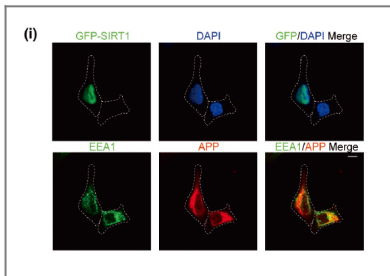 (i)
GFP-SIRT1 DAPI GFP/DAPI Merge
EEA1 APP EEA1/APP Merge